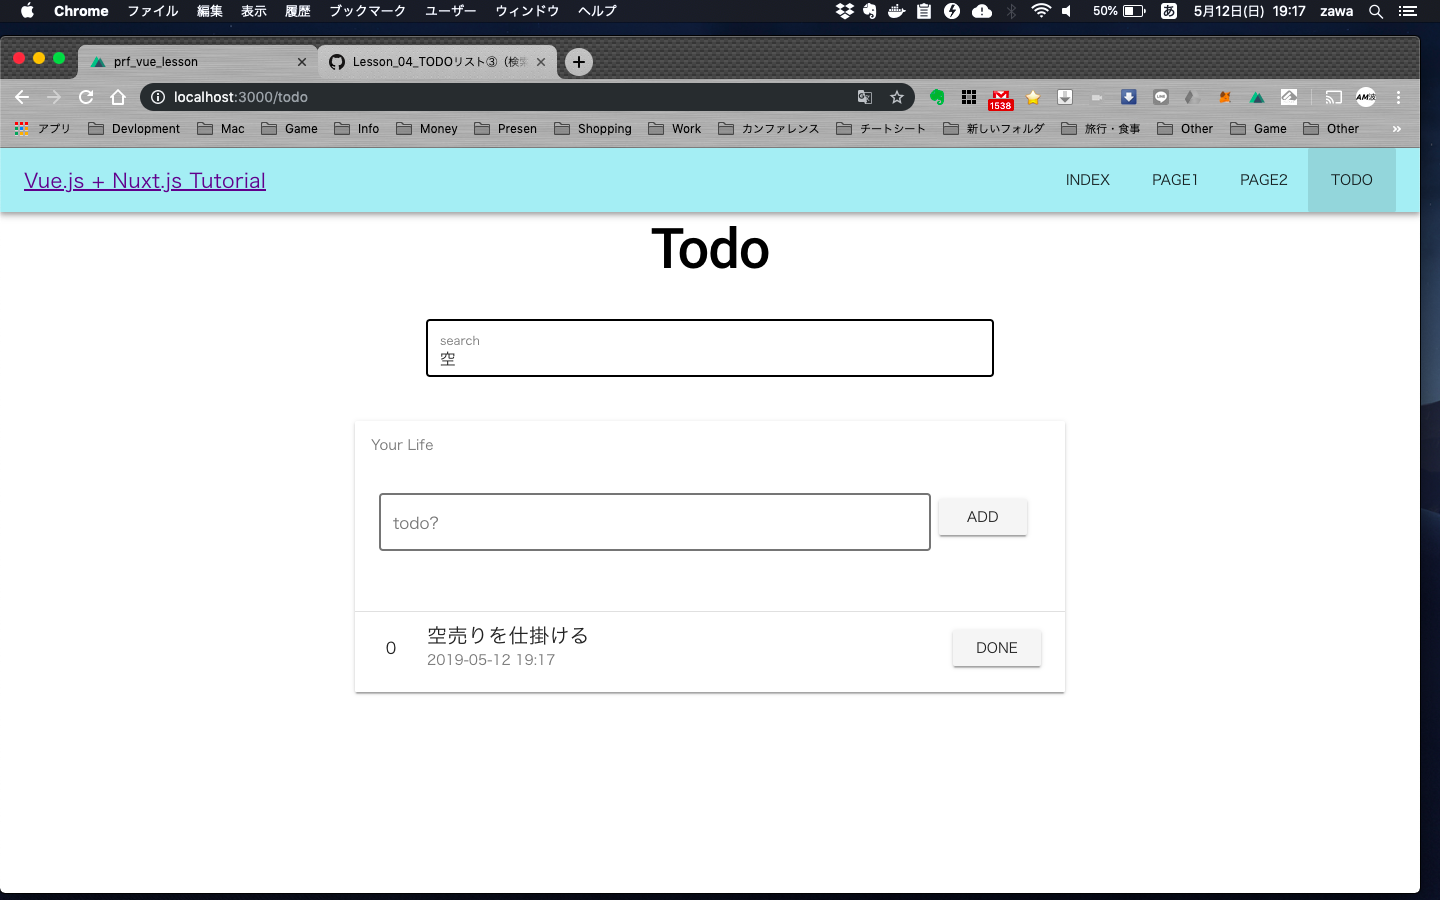 Chrome ファイル 編集 表示 履歴 ブックマーク ユーザー ウィンドウ ヘルプ 50% あ 5月12日(日) 19:17 zawa
prf_vue_lesson Lesson_04_TODOリスト③（検索
localhost:3000/todo 1538
アプリ Devlopment Mac Game Info Money Presen Shopping Work カンファレンス チートシート 新しいフォルダ 旅行・食事 Other Game Other »
Vue.js + Nuxt.js Tutorial INDEX PAGE1 PAGE2 TODO
Todo
search
空
Your Life
todo? ADD
0 空売りを仕掛ける DONE
2019-05-12 19:17